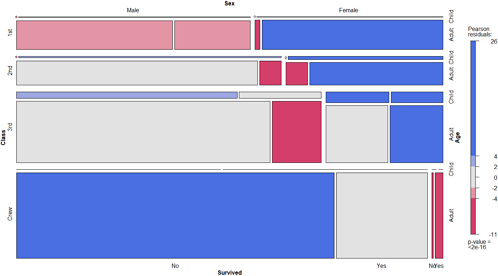 Sex
Male Female
Pearson
residuals:
1st Child Adult
2nd Child Adult
3rd Child Adult
Crew Child Adult
Class
Age
26
4
2
0
-2
-4
-11
p-value =
<2e-16
No Yes NoYes
Survived